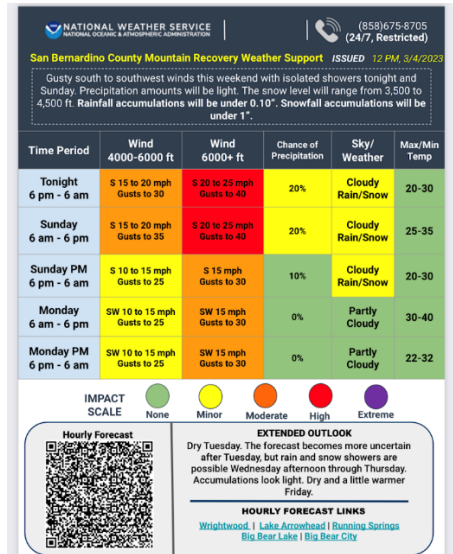 NATIONAL WEATHER SERVICE
NATIONAL OCEANIC & ATMOSPHERIC ADMINISTRATION
(858)675-8705
(24/7, Restricted)
San Bernardino County Mountain Recovery Weather Support ISSUED 12 PM, 3/4/2023
Gusty south to southwest winds this weekend with isolated showers tonight and
Sunday. Precipitation amounts will be light. The snow level will range from 3,500 to
4,500 ft. Rainfall accumulations will be under 0.10". Snowfall accumulations will be
under 1".
Time Period Wind 4000-6000 ft Wind 6000+ ft Chance of Precipitation Sky/ Weather Max/Min Temp
Tonight 6 pm - 6 am S 15 to 20 mph Gusts to 30 S 20 to 25 mph Gusts to 40 20% Cloudy Rain/Snow 20-30
Sunday 6 am - 6 pm S 15 to 20 mph Gusts to 35 S 20 to 25 mph Gusts to 40 20% Cloudy Rain/Snow 25-35
Sunday PM 6 pm - 6 am S 10 to 15 mph Gusts to 25 S 15 mph Gusts to 30 10% Cloudy Rain/Snow 20-30
Monday 6 am - 6 pm SW 10 to 15 mph Gusts to 25 SW 15 mph Gusts to 30 0% Partly Cloudy 30-40
Monday PM 6 pm - 6 am SW 10 to 15 mph Gusts to 25 SW 15 mph Gusts to 30 0% Partly Cloudy 22-32
IMPACT
SCALE
None Minor Moderate High Extreme
Hourly Forecast
EXTENDED OUTLOOK
Dry Tuesday. The forecast becomes more uncertain
after Tuesday, but rain and snow showers are
possible Wednesday afternoon through Thursday.
Accumulations look light. Dry and a little warmer
Friday.
HOURLY FORECAST LINKS
Wrightwood | Lake Arrowhead | Running Springs
Big Bear Lake | Big Bear City